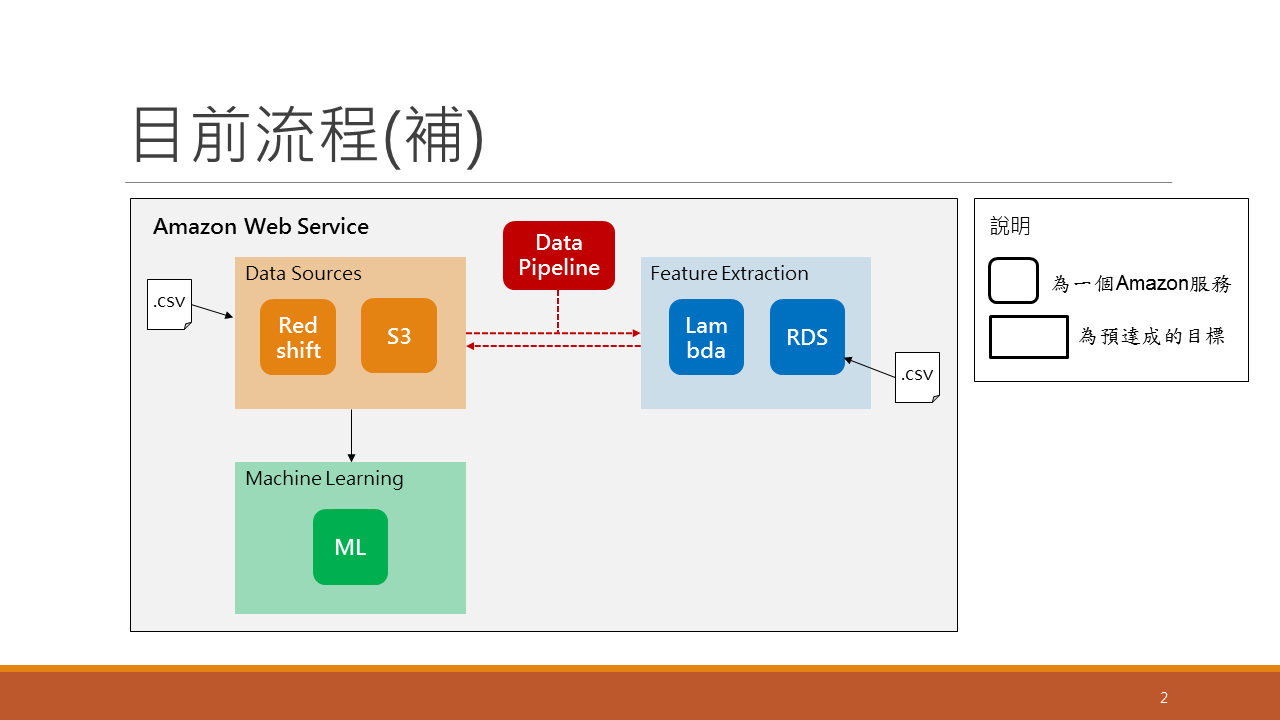 目前流程(補)
Amazon Web Service
Data Sources
.CSV
Red
shift
S3
Data
Pipeline
Feature Extraction
Lam
bda
RDS
.CSV
Machine Learning
ML
說明
為一個Amazon服務
為預達成的目標
2